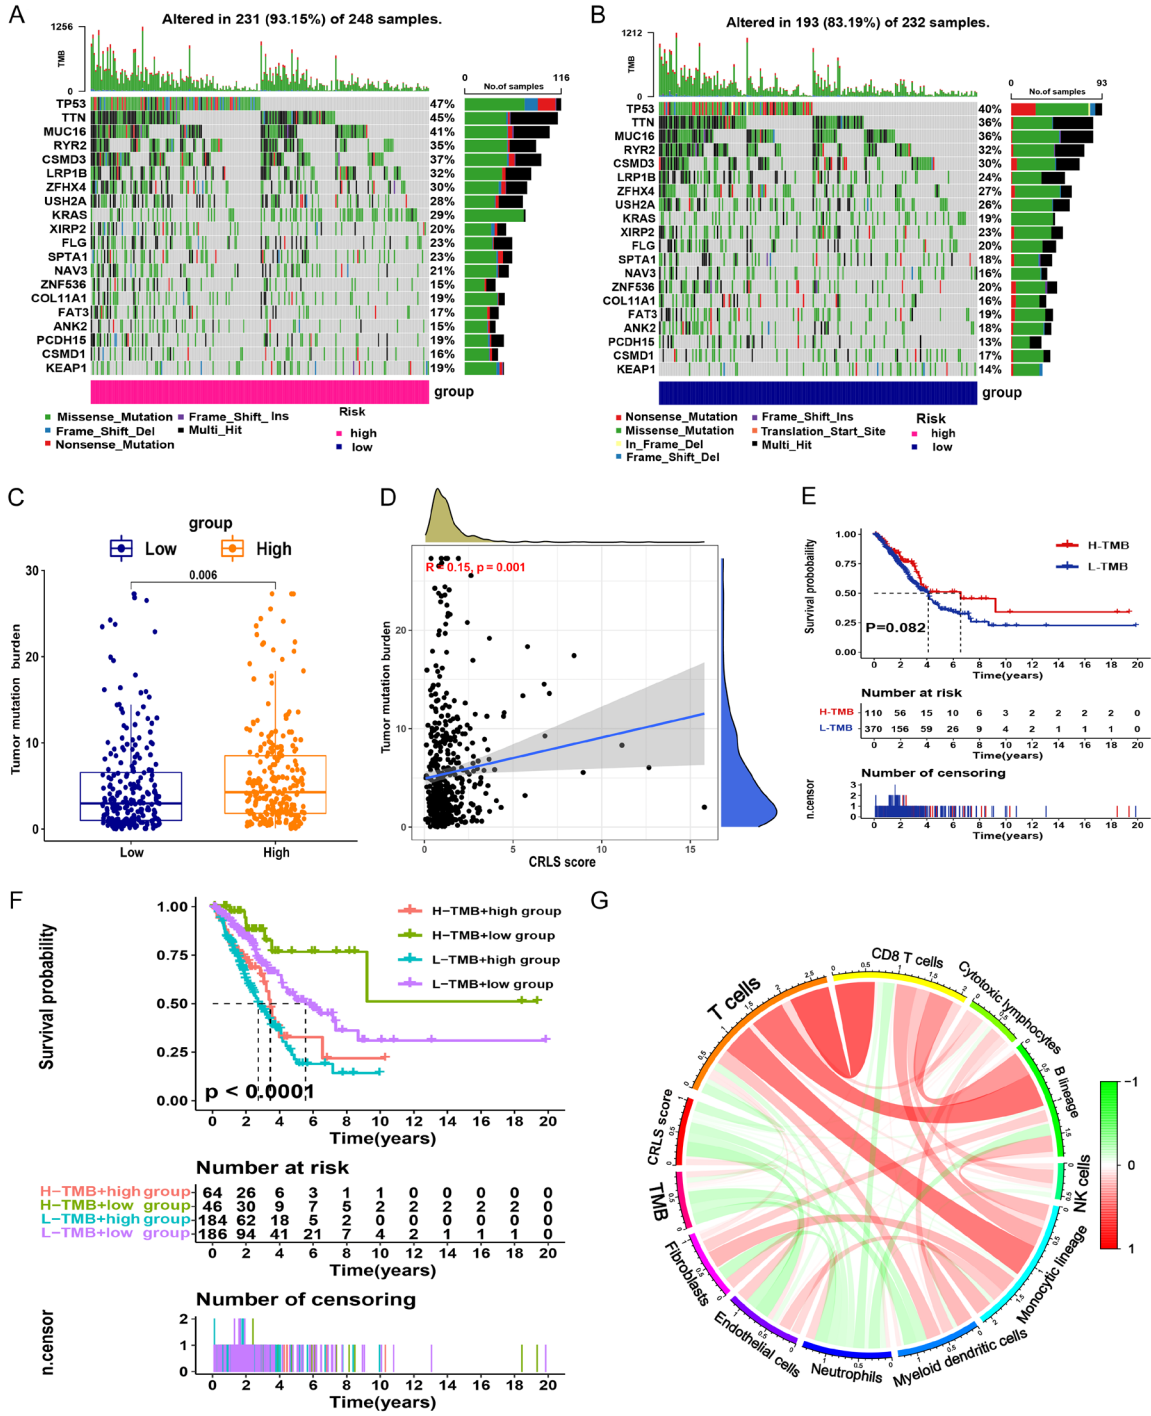 A
Altered in 231 (93.15%) of 248 samples.
1256
TMB
0
0 116
No.of samples
TP53 47%
TTN 45%
MUC16 41%
RYR2 35%
CSMD3 37%
LRP1B 32%
ZFHX4 30%
USH2A 28%
KRAS 29%
XIRP2 20%
FLG 23%
SPTA1 23%
NAV3 21%
ZNF536 15%
COL11A1 19%
FAT3 17%
ANK2 15%
PCDH15 19%
CSMD1 16%
KEAP1 19%
group
Missense_Mutation Frame_Shift_Ins Risk
Frame_Shift_Del Multi_Hit high
Nonsense_Mutation low
B
Altered in 193 (83.19%) of 232 samples.
1212
TMB
0
0 93
No.of samples
TP53 40%
TTN 36%
MUC16 36%
RYR2 32%
CSMD3 30%
LRP1B 24%
ZFHX4 27%
USH2A 26%
KRAS 19%
XIRP2 23%
FLG 20%
SPTA1 18%
NAV3 16%
ZNF536 20%
COL11A1 16%
FAT3 19%
ANK2 18%
PCDH15 13%
CSMD1 17%
KEAP1 14%
group
Nonsense_Mutation Frame_Shift_Ins Risk
Missense_Mutation Translation_Start_Site high
In_Frame_Del Multi_Hit low
Frame_Shift_Del
C
group
Low High
30
20
10
0
Tumor mutation burden
0.006
Low High
D
R = 0.15, p = 0.001
20
10
0
Tumor mutation burden
0 5 10 15
CRLS score
E
1.00
0.75
0.50
0.25
0.00
Survival probobaility
H-TMB
L-TMB
P=0.082
0 2 4 6 8 10 12 14 16 18 20
Time(years)
Number at risk
H-TMB 110 56 15 10 6 3 2 2 2 2 0
L-TMB 370 156 59 26 9 4 2 1 1 1 0
0 2 4 6 8 10 12 14 16 18 20
Time(years)
Number of censoring
n.censor
3
2
1
0
0 2 4 6 8 10 12 14 16 18 20
Time(years)
F
1.00
0.75
0.50
0.25
0.00
Survival probability
H−TMB+high group
H−TMB+low group
L−TMB+high group
L−TMB+low group
p < 0.0001
0 2 4 6 8 10 12 14 16 18 20
Time(years)
Number at risk
H−TMB+high group 64 26 6 3 1 1 0 0 0 0 0
H−TMB+low group 46 30 9 7 5 2 2 2 2 2 0
L−TMB+high group 184 62 18 5 2 0 0 0 0 0 0
L−TMB+low group 186 94 41 21 7 4 2 1 1 1 0
0 2 4 6 8 10 12 14 16 18 20
Time(years)
Number of censoring
n.censor
2
1
0
0 2 4 6 8 10 12 14 16 18 20
Time(years)
G
T cells
CD8 T cells
Cytotoxic lymphocytes
B lineage
NK cells
Monocytic lineage
Myeloid dendritic cells
Neutrophils
Endothelial cells
Fibroblasts
TMB
CRLS score
−1
0
1